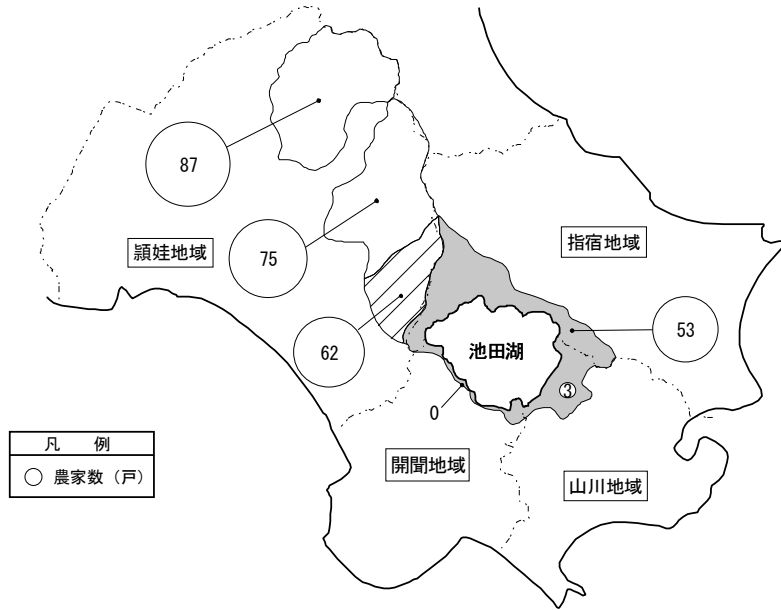 87
75
頴娃地域
指宿地域
62
池田湖
53
3
0
凡 例
農家数（戸）
開聞地域
山川地域